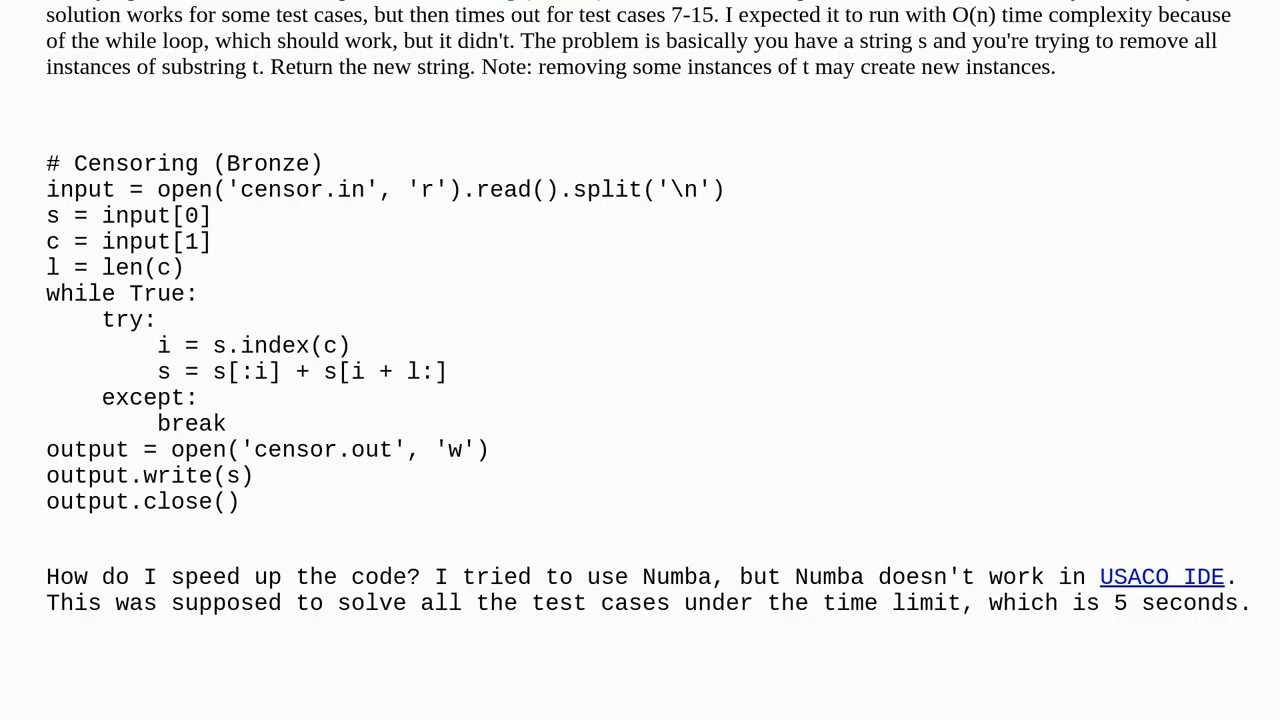 solution works for some test cases, but then times out for test cases 7-15. I expected it to run with O(n) time complexity because
of the while loop, which should work, but it didn't. The problem is basically you have a string s and you're trying to remove all
instances of substring t. Return the new string. Note: removing some instances of t may create new instances.
# Censoring (Bronze)
input = open('censor.in', 'r').read().split('\n')
s = input[0]
c = input[1]
l = len(c)
while True:
    try:
        i = s.index(c)
        s = s[:i] + s[i + l:]
    except:
        break
output = open('censor.out', 'w')
output.write(s)
output.close()
How do I speed up the code? I tried to use Numba, but Numba doesn't work in USACO IDE.
This was supposed to solve all the test cases under the time limit, which is 5 seconds.